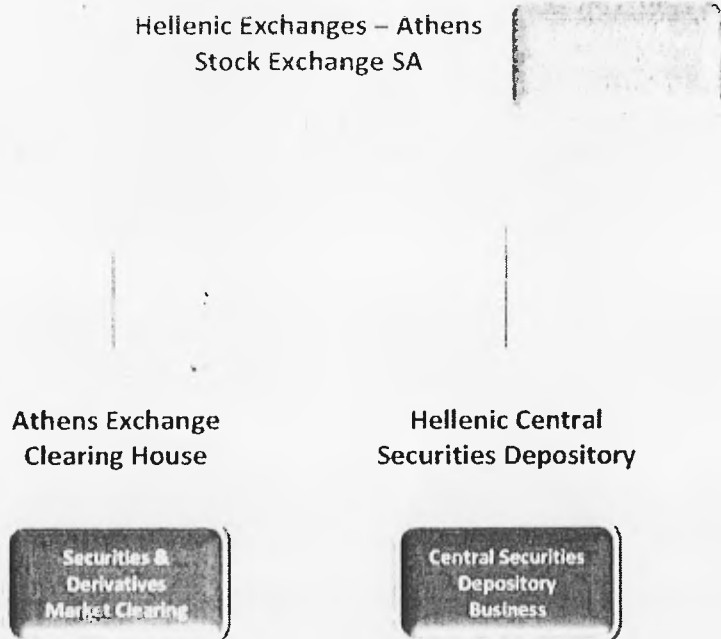 Hellenic Exchanges – Athens
Stock Exchange SA
Athens Exchange
Clearing House
Hellenic Central
Securities Depository
Securities &
Derivatives
Market Clearing
Central Securities
Depository
Business